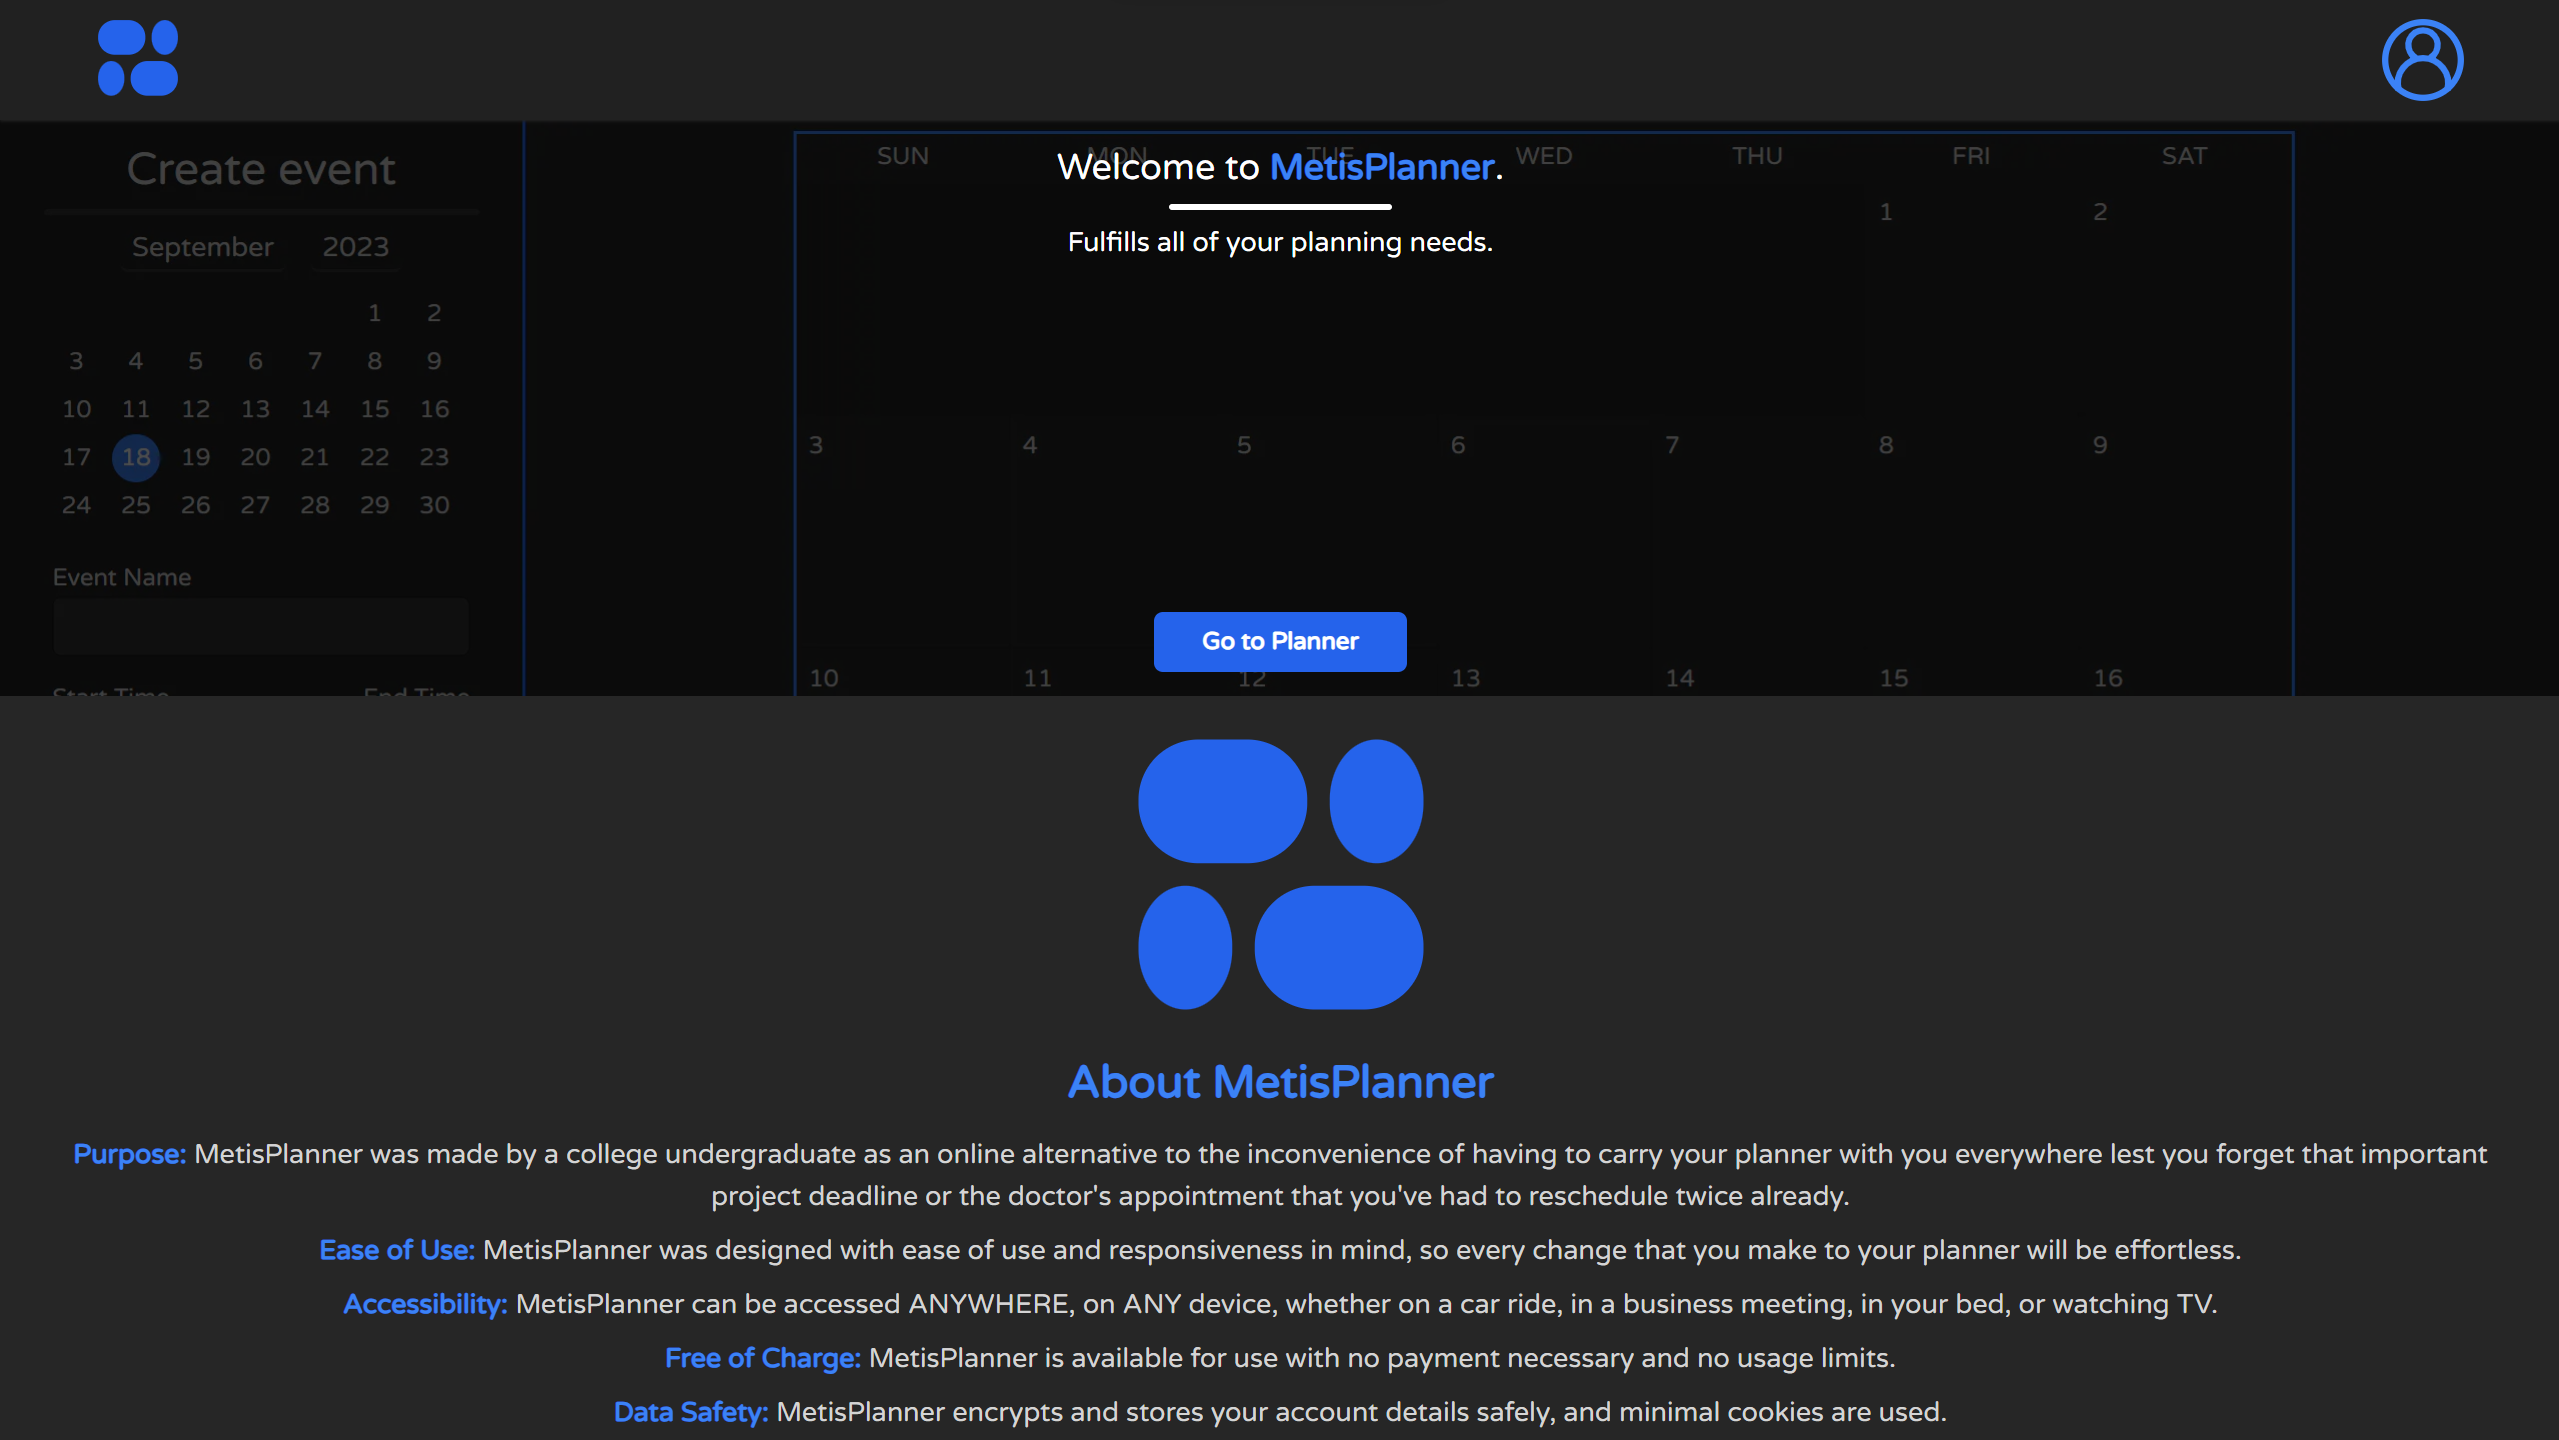 Create event
September 2023
1 2
3 4 5 6 7 8 9
10 11 12 13 14 15 16
17 18 19 20 21 22 23
24 25 26 27 28 29 30
Event Name
Start Time End Time
SUN MON TUE WED THU FRI SAT
1 2
3 4 5 6 7 8 9
10 11 12 13 14 15 16
Welcome to MetisPlanner.
Fulfills all of your planning needs.
Go to Planner
About MetisPlanner
Purpose: MetisPlanner was made by a college undergraduate as an online alternative to the inconvenience of having to carry your planner with you everywhere lest you forget that important
project deadline or the doctor's appointment that you've had to reschedule twice already.
Ease of Use: MetisPlanner was designed with ease of use and responsiveness in mind, so every change that you make to your planner will be effortless.
Accessibility: MetisPlanner can be accessed ANYWHERE, on ANY device, whether on a car ride, in a business meeting, in your bed, or watching TV.
Free of Charge: MetisPlanner is available for use with no payment necessary and no usage limits.
Data Safety: MetisPlanner encrypts and stores your account details safely, and minimal cookies are used.